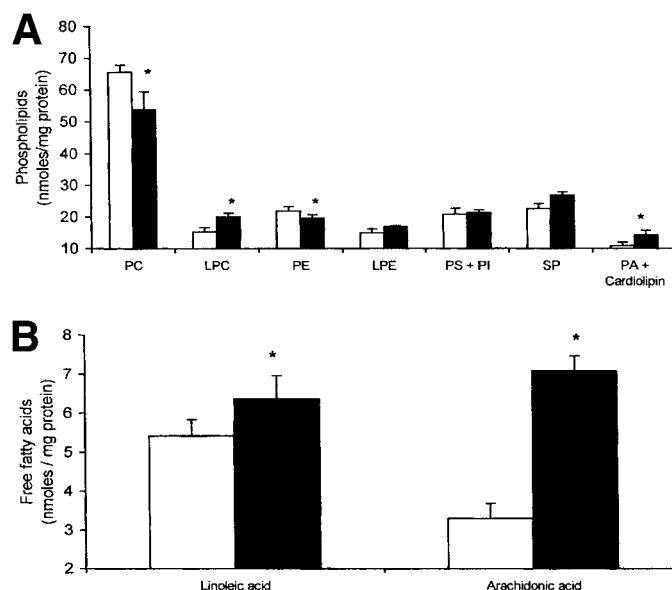 A
Phospholipids
(nmoles/mg protein)
80
70
60
50
40
30
20
10
*
*
*
*
PC LPC PE LPE PS + PI SP PA +
Cardiolipin
B
Free fatty acids
(nmoles / mg protein)
8
7
6
5
4
3
2
*
*
Linoleic acid Arachidonic acid